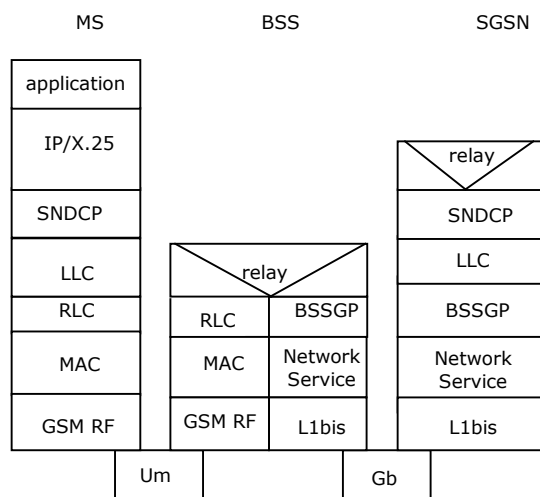 MS
BSS
SGSN
application
IP/X.25
SNDCP
LLC
RLC
MAC
GSM RF
relay
RLC
BSSGP
MAC
Network
Service
GSM RF
L1bis
relay
SNDCP
LLC
BSSGP
Network
Service
L1bis
Um
Gb